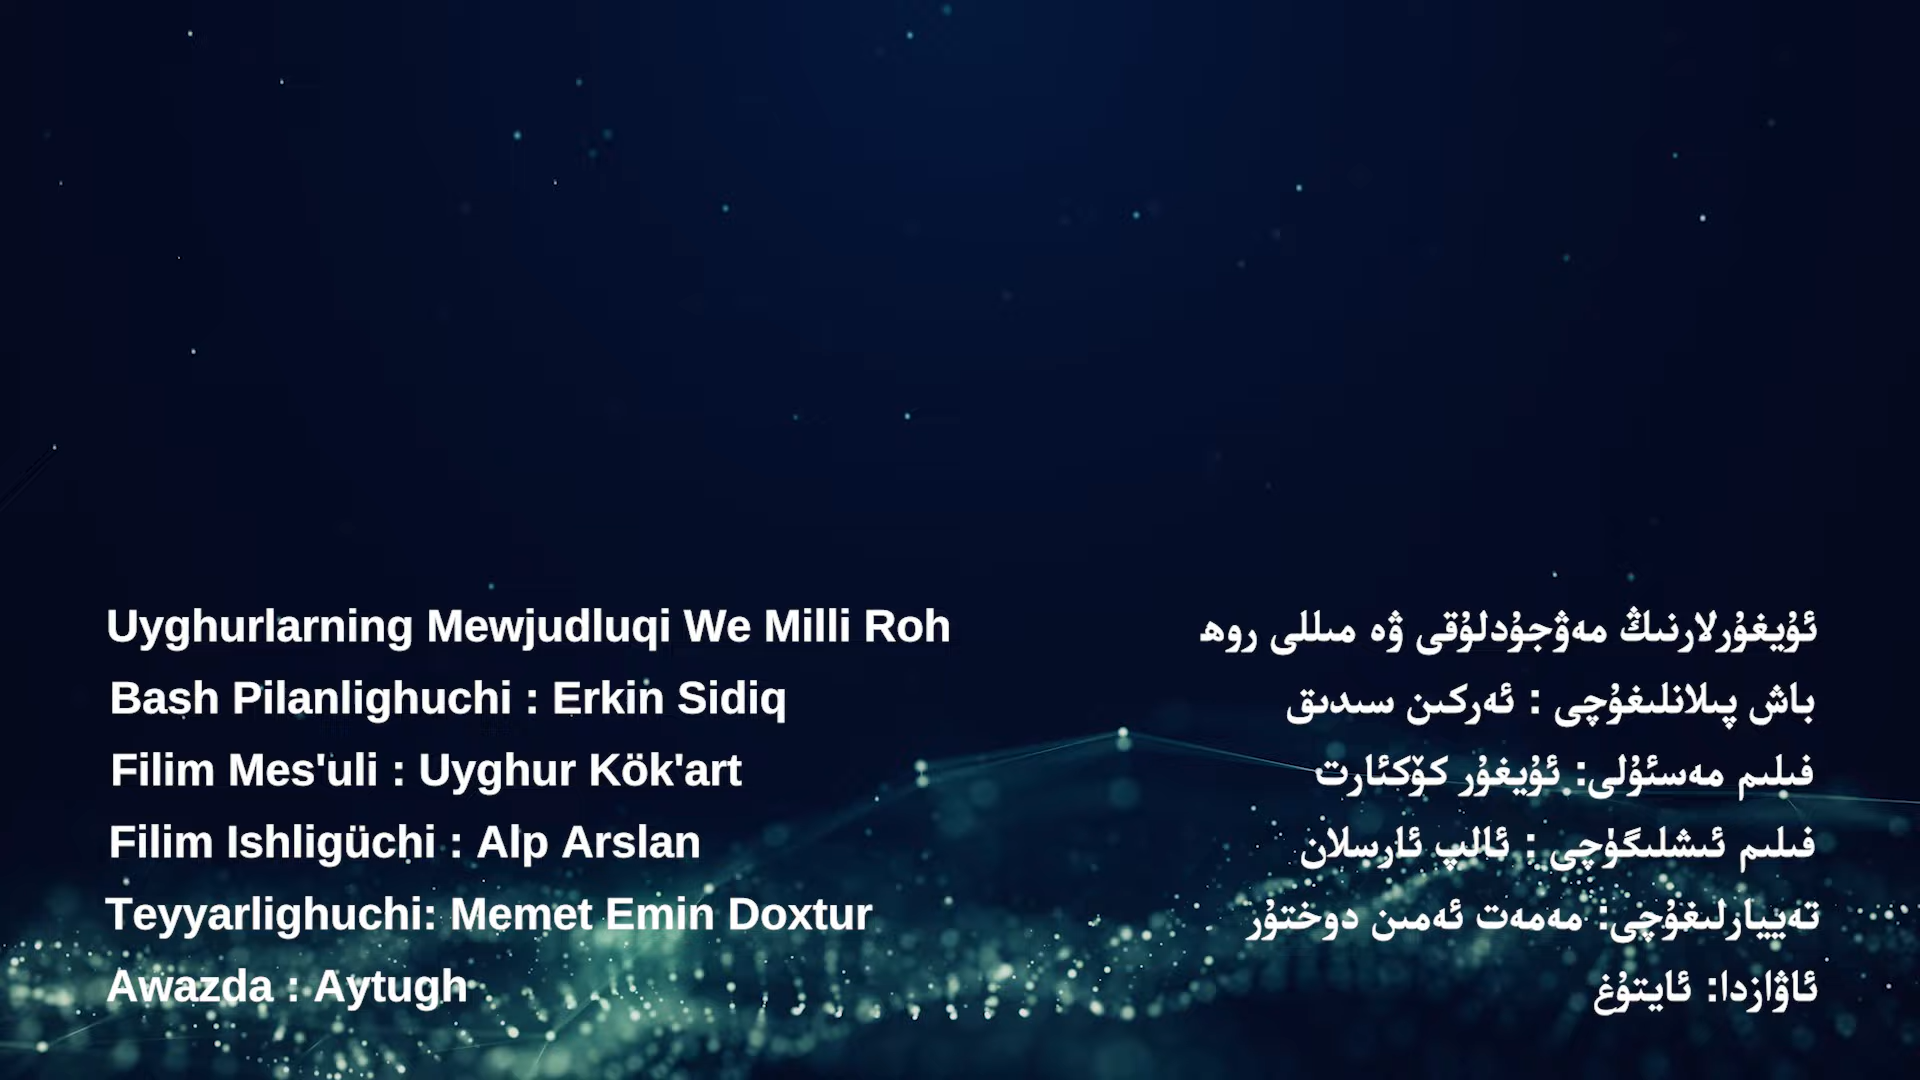 Uyghurlarning Mewjudluqi We Milli Roh
Bash Pilanlighuchi : Erkin Sidiq
Filim Mes'uli : Uyghur Kök'art
Filim Ishligüchi : Alp Arslan
Teyyarlighuchi: Memet Emin Doxtur
Awazda : Aytugh
ئۇيغۇرلارنىڭ مەۋجۇدلۇقى ۋە مىللى روھ
باش پىلانلىغۇچى : ئەركىن سىدىق
فىلىم مەسئۇلى: ئۇيغۇر كۆكئارت
فىلىم ئىشلىگۈچى : ئالپ ئارسلان
تەييارلىغۇچى: مەمەت ئەمىن دوختۇر
ئاۋازدا: ئايتۇغ